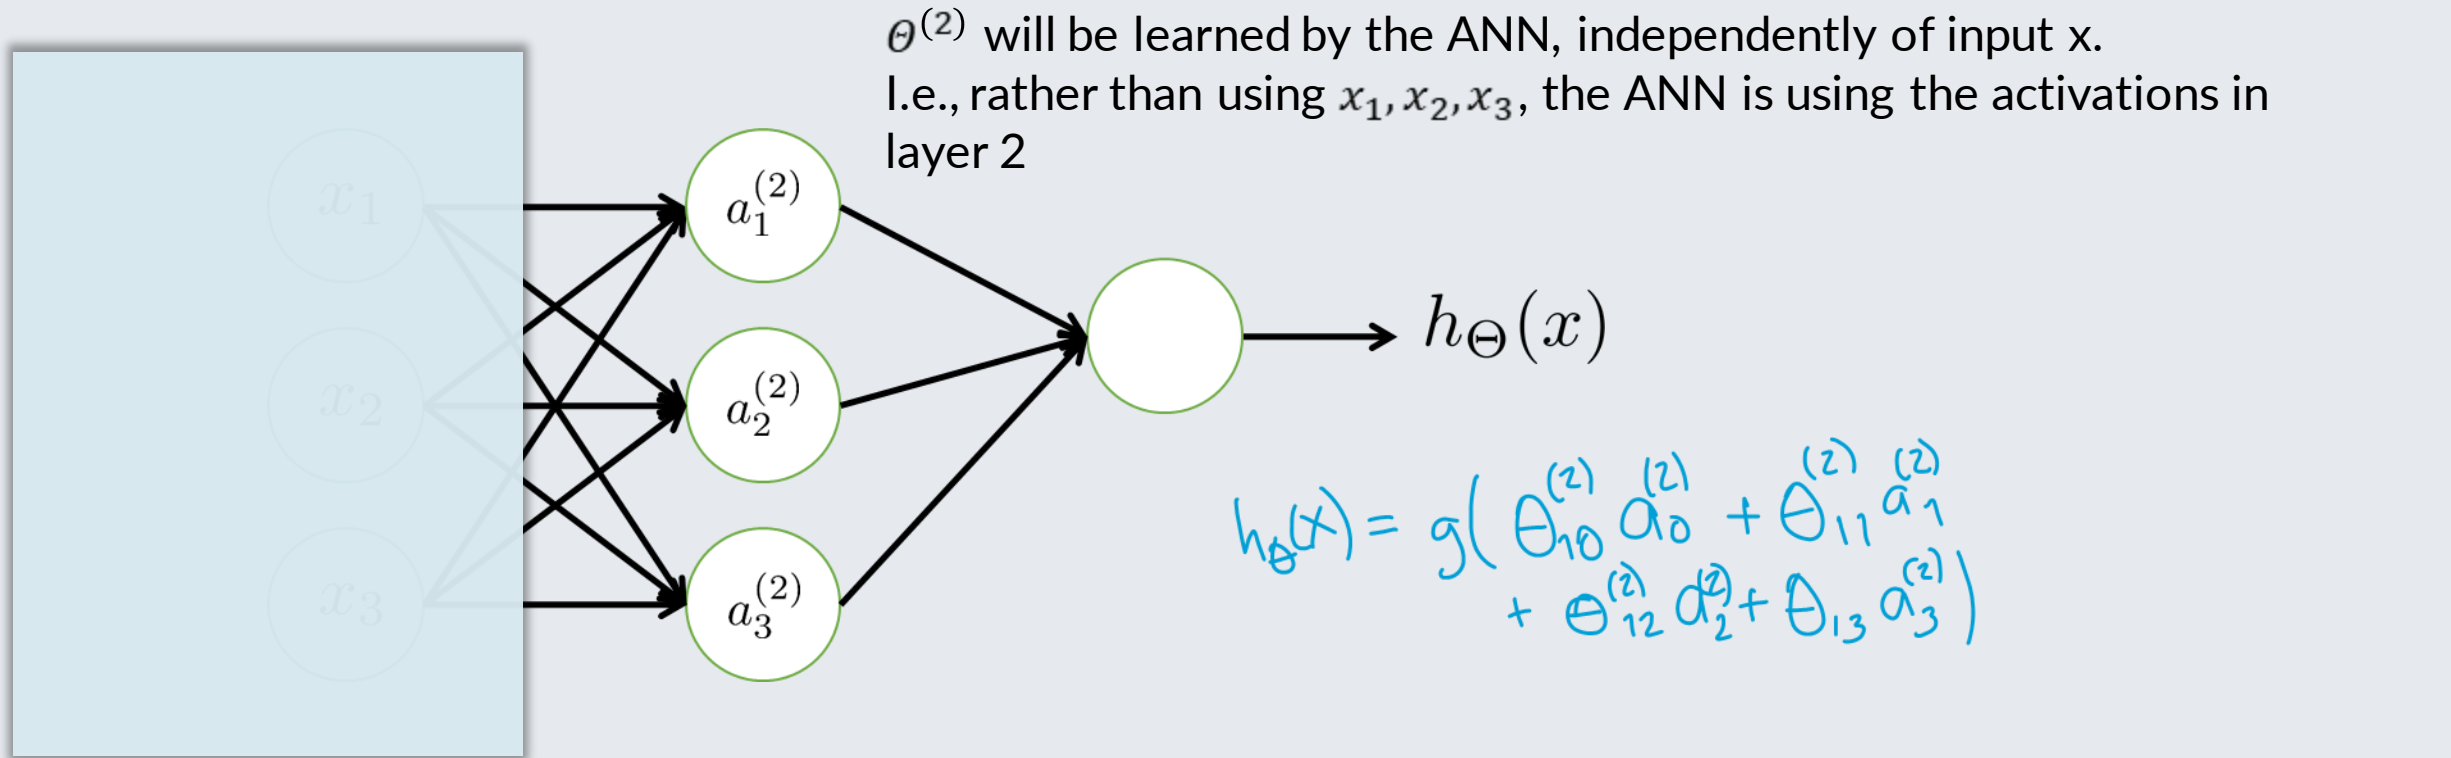 Θ⁽²⁾ will be learned by the ANN, independently of input x.
I.e., rather than using x₁, x₂, x₃, the ANN is using the activations in
layer 2
x₁
a₁⁽²⁾
x₂
a₂⁽²⁾
x₃
a₃⁽²⁾
h_Θ(x)
h_θ(x) = g( θ₁₀⁽²⁾ a₀⁽²⁾ + θ₁₁⁽²⁾ a₁⁽²⁾
+ θ₁₂⁽²⁾ a₂⁽²⁾ + θ₁₃ a₃⁽²⁾ )